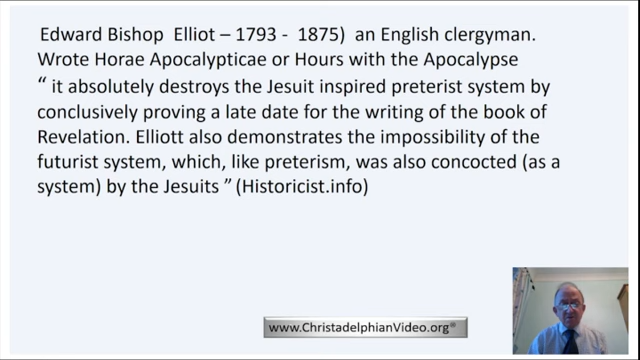 Edward Bishop  Elliot – 1793 -  1875)  an English clergyman.
Wrote Horae Apocalypticae or Hours with the Apocalypse
“ it absolutely destroys the Jesuit inspired preterist system by
conclusively proving a late date for the writing of the book of
Revelation. Elliott also demonstrates the impossibility of the
futurist system, which, like preterism, was also concocted (as a
system) by the Jesuits ” (Historicist.info)
www.ChristadelphianVideo.org®